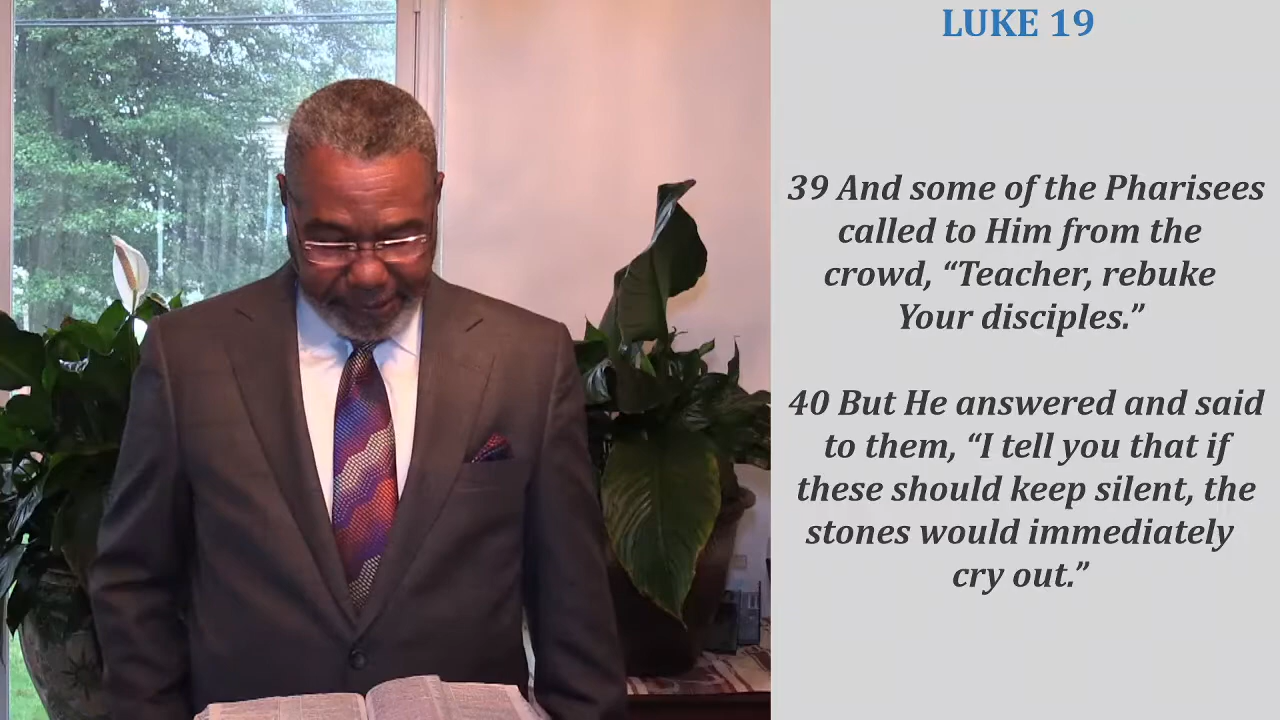 LUKE 19
39 And some of the Pharisees
called to Him from the
crowd, “Teacher, rebuke
Your disciples.”
40 But He answered and said
to them, “I tell you that if
these should keep silent, the
stones would immediately
cry out.”